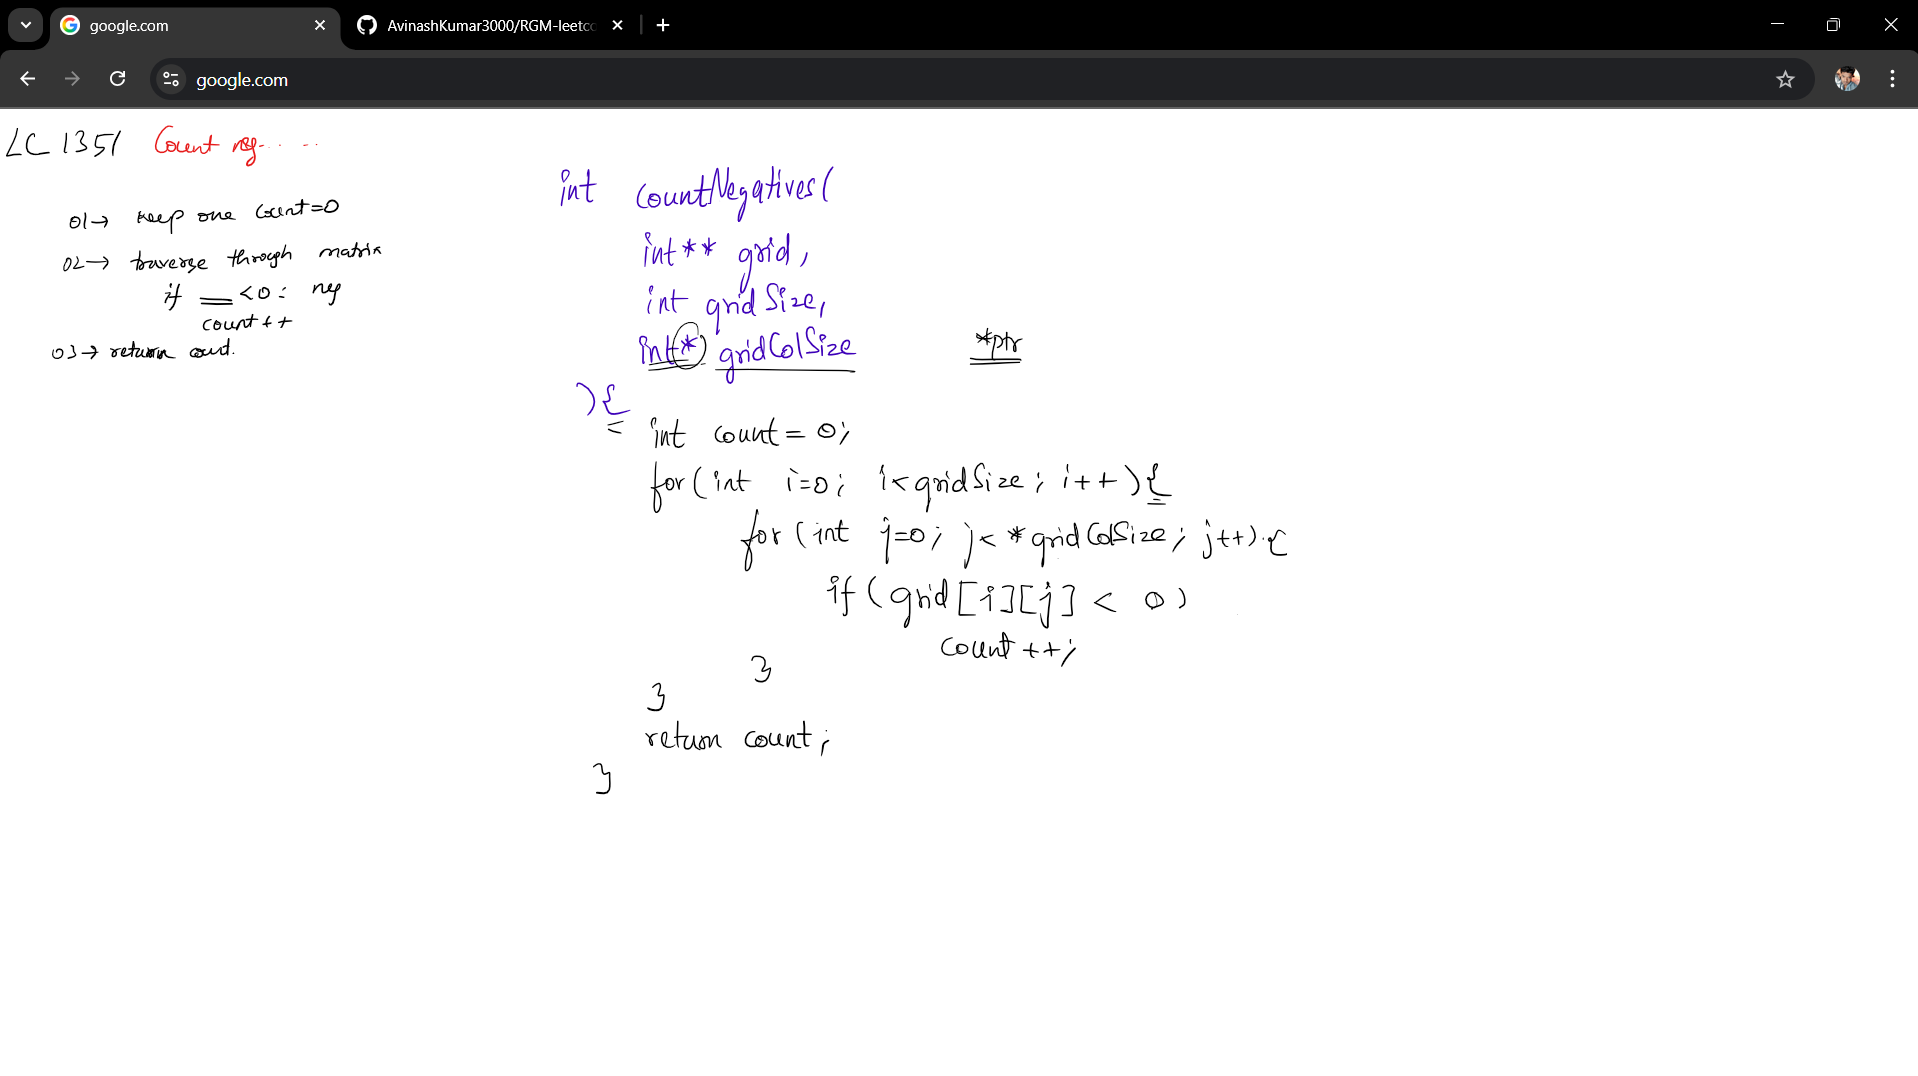 google.com
AvinashKumar3000/RGM-leetco
google.com
LC 1351 Count neg......
01→ keep one count=0
02→ traverse through matrix
if __ <0 : neg
count++
03→ return count.
int countNegatives(
int** grid,
int gridSize,
int* gridColSize
*ptr
){
int count = 0;
for(int i=0; i<gridSize; i++){
for(int j=0; j< *gridColSize; j++){
if(grid[i][j] < 0)
count++;
}
}
return count;
}